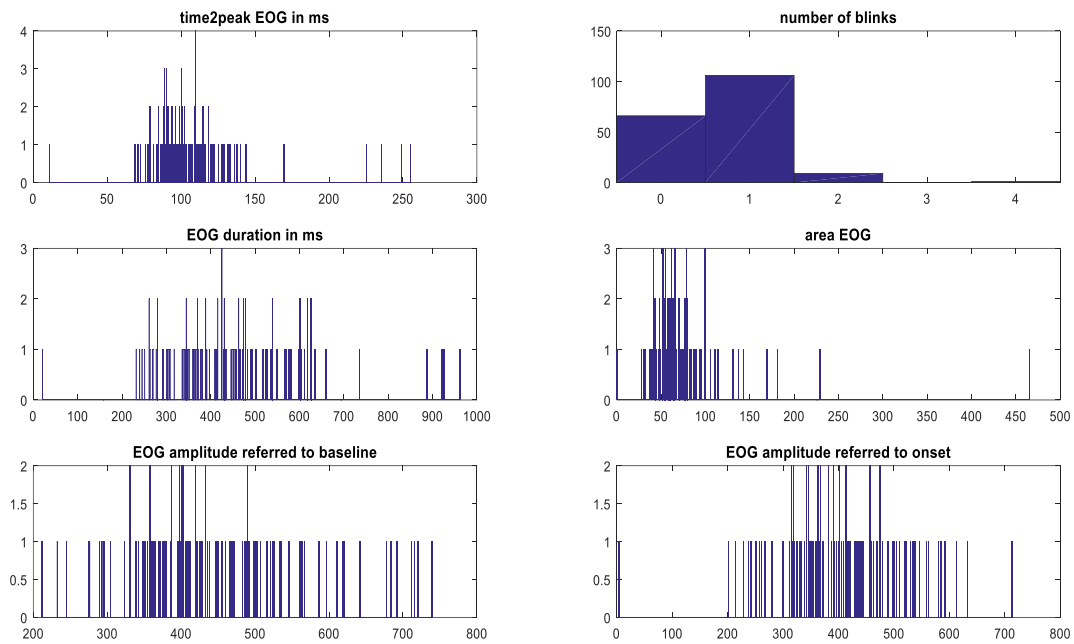 time2peak EOG in ms
4
3
2
1
0
0 50 100 150 200 250 300
number of blinks
150
100
50
0
0 1 2 3 4
EOG duration in ms
3
2
1
0
0 100 200 300 400 500 600 700 800 900 1000
area EOG
3
2
1
0
0 50 100 150 200 250 300 350 400 450 500
EOG amplitude referred to baseline
2
1.5
1
0.5
0
200 300 400 500 600 700 800
EOG amplitude referred to onset
2
1.5
1
0.5
0
0 100 200 300 400 500 600 700 800